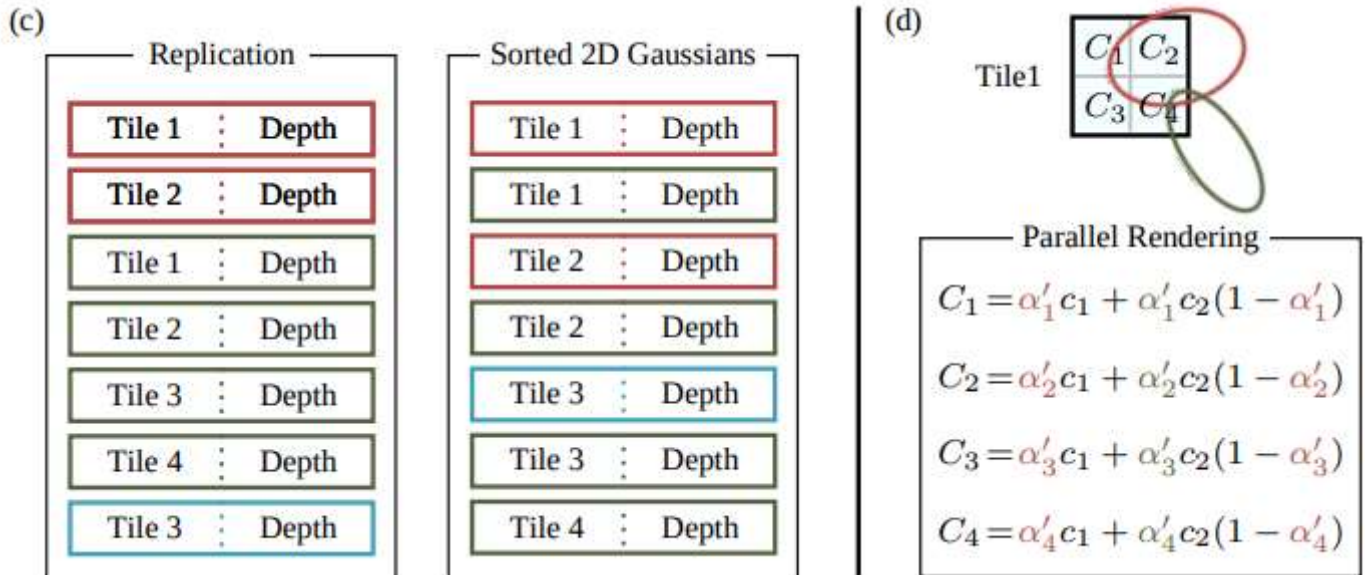 (c)
Replication
Tile 1 ⋮ Depth
Tile 2 ⋮ Depth
Tile 1 ⋮ Depth
Tile 2 ⋮ Depth
Tile 3 ⋮ Depth
Tile 4 ⋮ Depth
Tile 3 ⋮ Depth
Sorted 2D Gaussians
Tile 1 ⋮ Depth
Tile 1 ⋮ Depth
Tile 2 ⋮ Depth
Tile 2 ⋮ Depth
Tile 3 ⋮ Depth
Tile 3 ⋮ Depth
Tile 4 ⋮ Depth
(d)
Tile1
C₁ C₂
C₃ C₄
Parallel Rendering
C₁=α′₁c₁ + α′₁c₂(1 − α′₁)
C₂=α′₂c₁ + α′₂c₂(1 − α′₂)
C₃=α′₃c₁ + α′₃c₂(1 − α′₃)
C₄=α′₄c₁ + α′₄c₂(1 − α′₄)